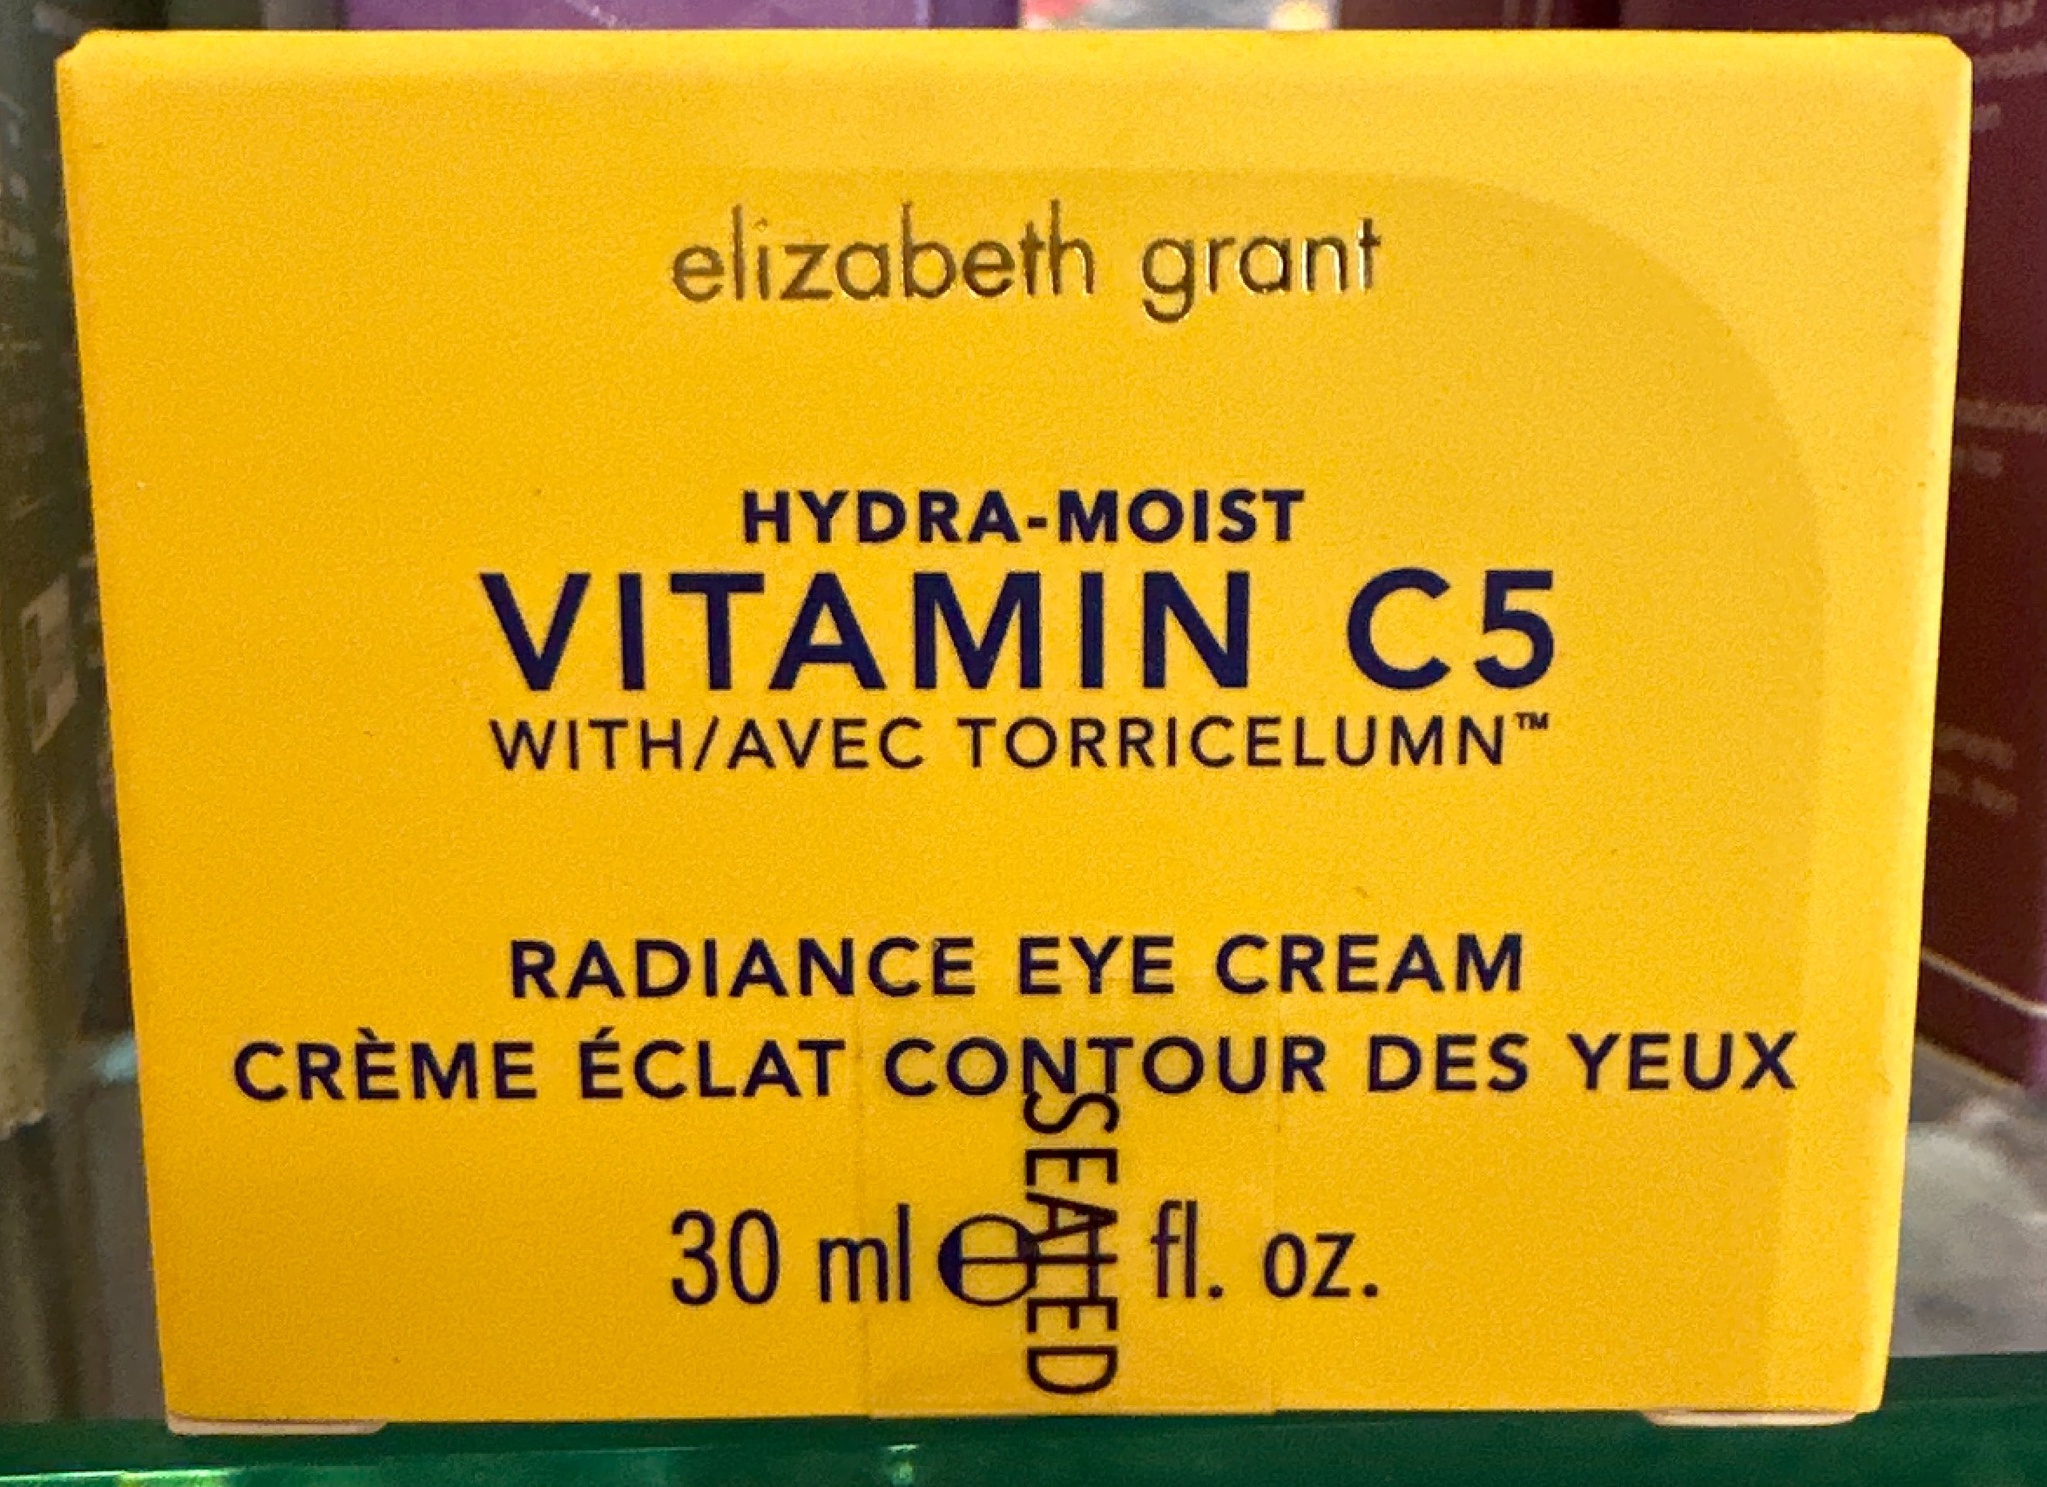 elizabeth grant
HYDRA-MOIST
VITAMIN C5
WITH/AVEC TORRICELUMN™
RADIANCE EYE CREAM
CRÈME ÉCLAT CONTOUR DES YEUX
30 ml ℮ 1 fl. oz.
SEALED